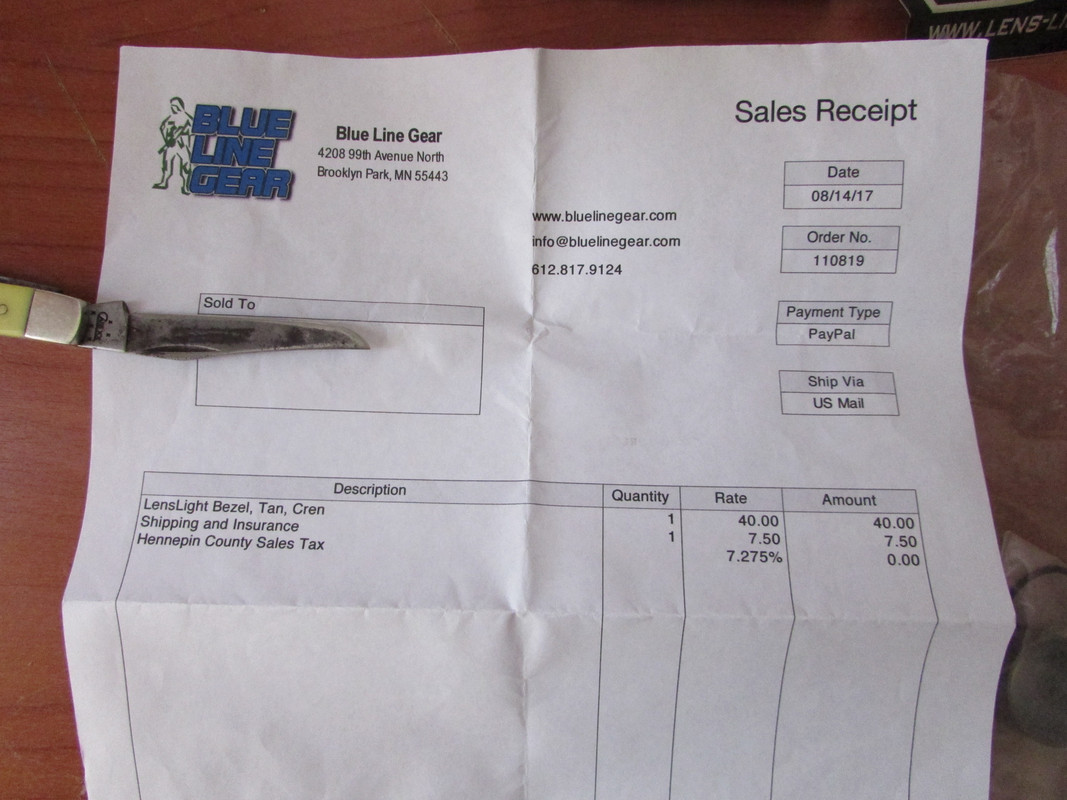 WWW.LENS-LI
BLUE
LINE
GEAR
Blue Line Gear
4208 99th Avenue North
Brooklyn Park, MN 55443
www.bluelinegear.com
info@bluelinegear.com
612.817.9124
Sales Receipt
Date
08/14/17
Order No.
110819
Payment Type
PayPal
Ship Via
US Mail
Sold To
Description Quantity Rate Amount
LensLight Bezel, Tan, Cren 1 40.00 40.00
Shipping and Insurance 1 7.50 7.50
Hennepin County Sales Tax 7.275% 0.00